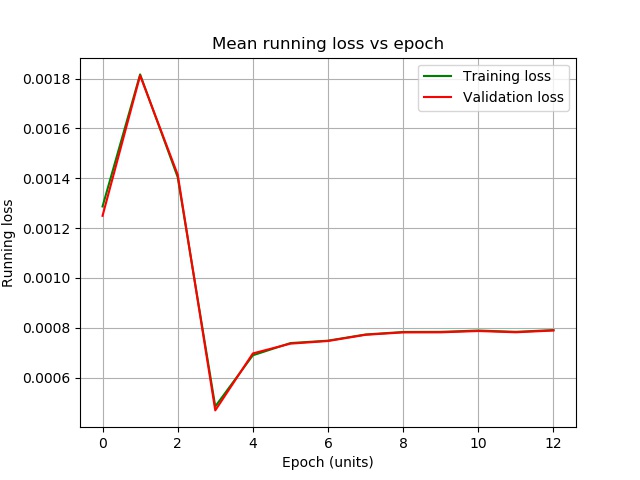 Mean running loss vs epoch
Training loss
Validation loss
0.0018
0.0016
0.0014
0.0012
0.0010
0.0008
0.0006
Running loss
0 2 4 6 8 10 12
Epoch (units)